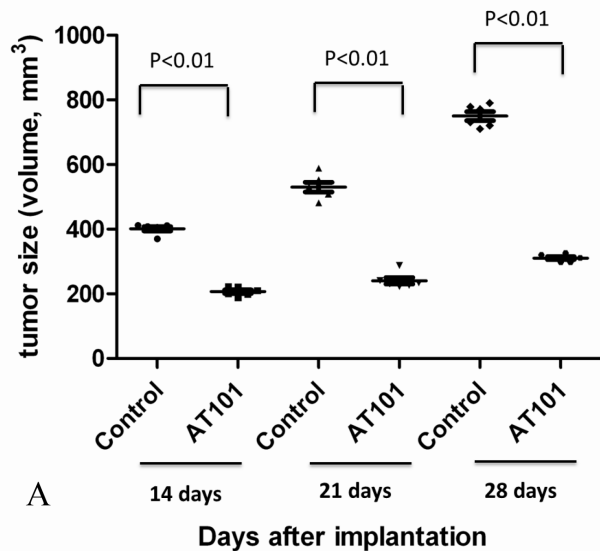 P<0.01
P<0.01
P<0.01
tumor size (volume, mm³)
1000
800
600
400
200
0
Control
AT101
Control
AT101
Control
AT101
14 days
21 days
28 days
A
Days after implantation